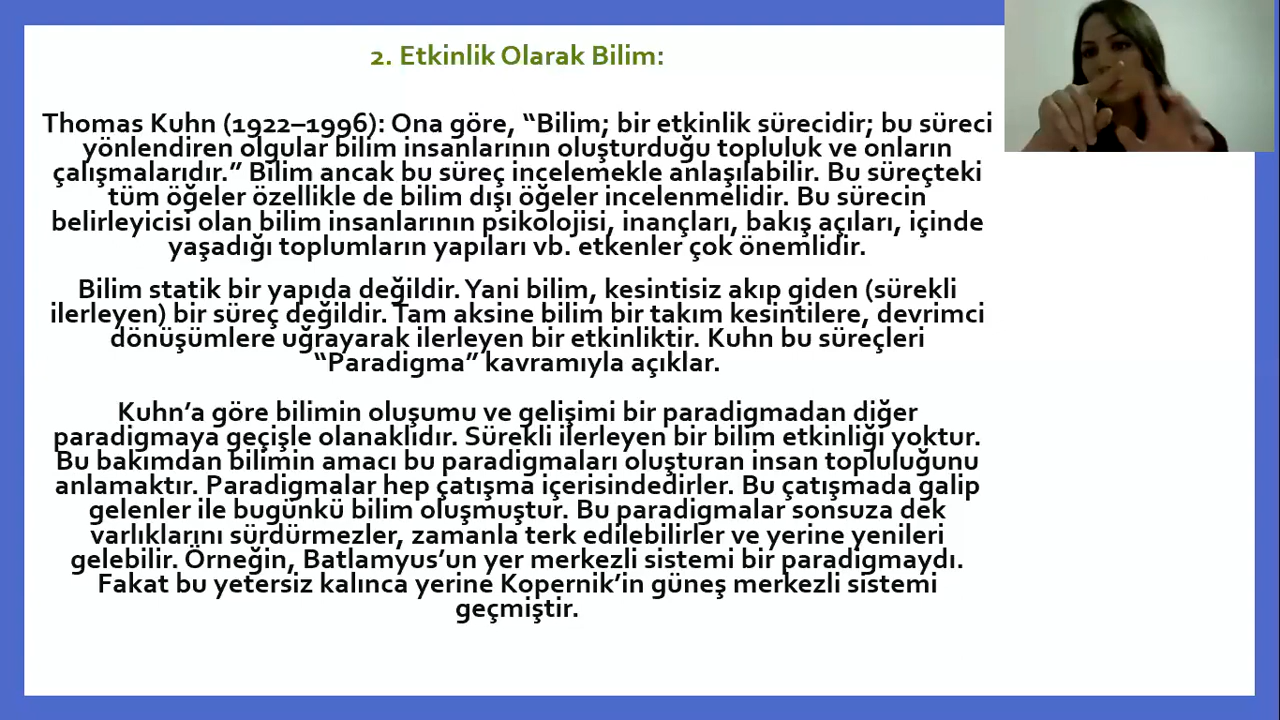 2. Etkinlik Olarak Bilim:
Thomas Kuhn (1922–1996): Ona göre, “Bilim; bir etkinlik sürecidir; bu süreci
yönlendiren olgular bilim insanlarının oluşturduğu topluluk ve onların
çalışmalarıdır.” Bilim ancak bu süreç incelemekle anlaşılabilir. Bu süreçteki
tüm öğeler özellikle de bilim dışı öğeler incelenmelidir. Bu sürecin
belirleyicisi olan bilim insanlarının psikolojisi, inançları, bakış açıları, içinde
yaşadığı toplumların yapıları vb. etkenler çok önemlidir.
Bilim statik bir yapıda değildir. Yani bilim, kesintisiz akıp giden (sürekli
ilerleyen) bir süreç değildir. Tam aksine bilim bir takım kesintilere, devrimci
dönüşümlere uğrayarak ilerleyen bir etkinliktir. Kuhn bu süreçleri
“Paradigma” kavramıyla açıklar.
Kuhn’a göre bilimin oluşumu ve gelişimi bir paradigmadan diğer
paradigmaya geçişle olanaklıdır. Sürekli ilerleyen bir bilim etkinliği yoktur.
Bu bakımdan bilimin amacı bu paradigmaları oluşturan insan topluluğunu
anlamaktır. Paradigmalar hep çatışma içerisindedirler. Bu çatışmada galip
gelenler ile bugünkü bilim oluşmuştur. Bu paradigmalar sonsuza dek
varlıklarını sürdürmezler, zamanla terk edilebilirler ve yerine yenileri
gelebilir. Örneğin, Batlamyus’un yer merkezli sistemi bir paradigmaydı.
Fakat bu yetersiz kalınca yerine Kopernik’in güneş merkezli sistemi
geçmiştir.